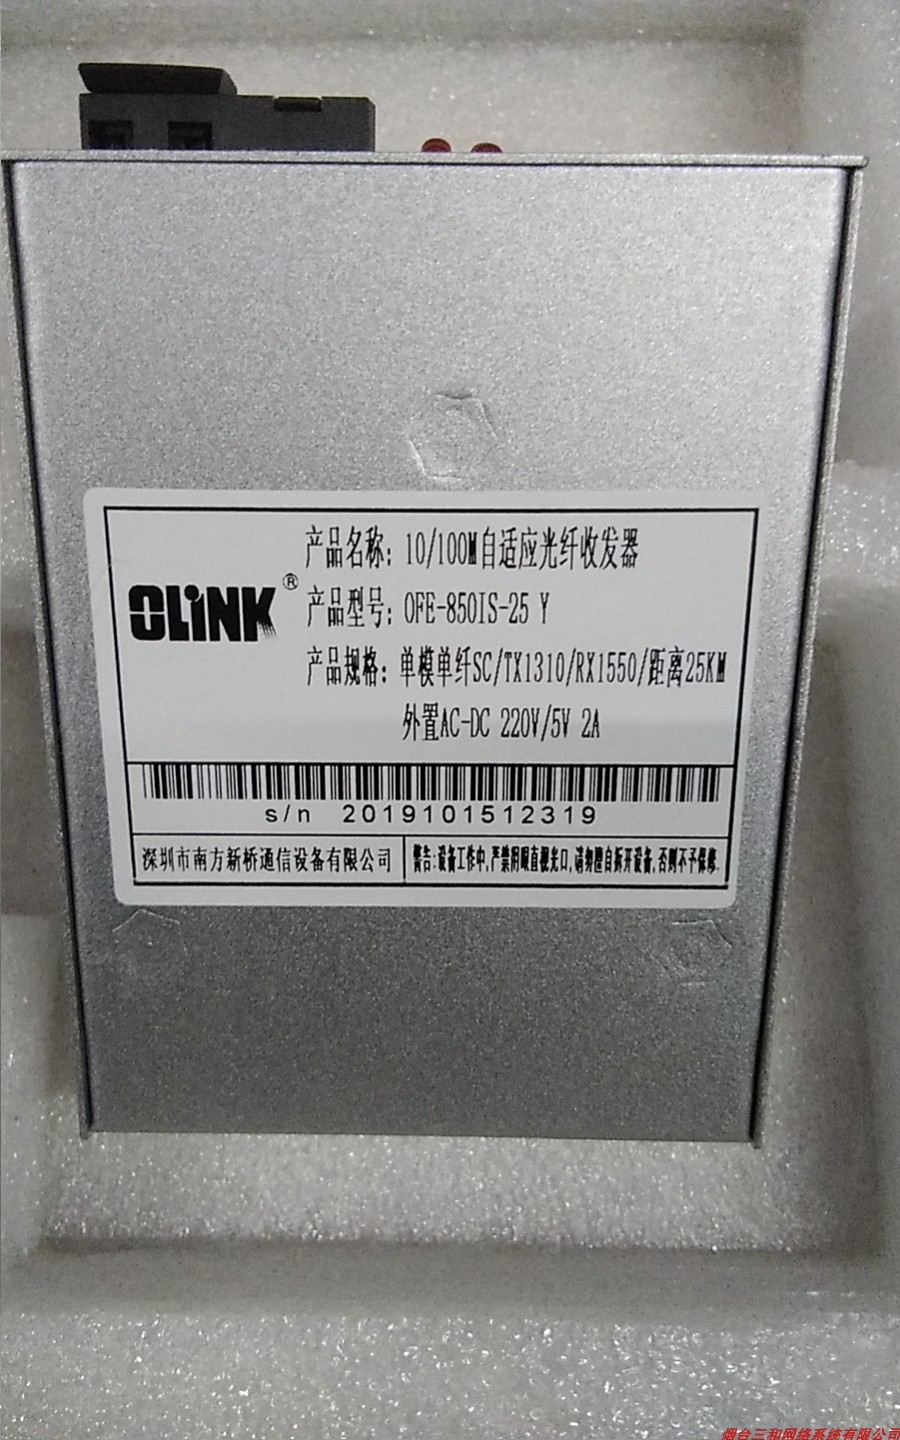 OLiNK®
产品名称: 10/100M自适应光纤收发器
产品型号: OFE-850IS-25 Y
产品规格: 单模单纤SC/TX1310/RX1550/距离25KM
外置AC-DC 220V/5V 2A
s/n 2019101512319
深圳市南方新桥通信设备有限公司
警告:设备工作中,严禁用眼直视光口,请勿擅自拆开设备,否则不予保修.
烟台三和网络系统有限公司